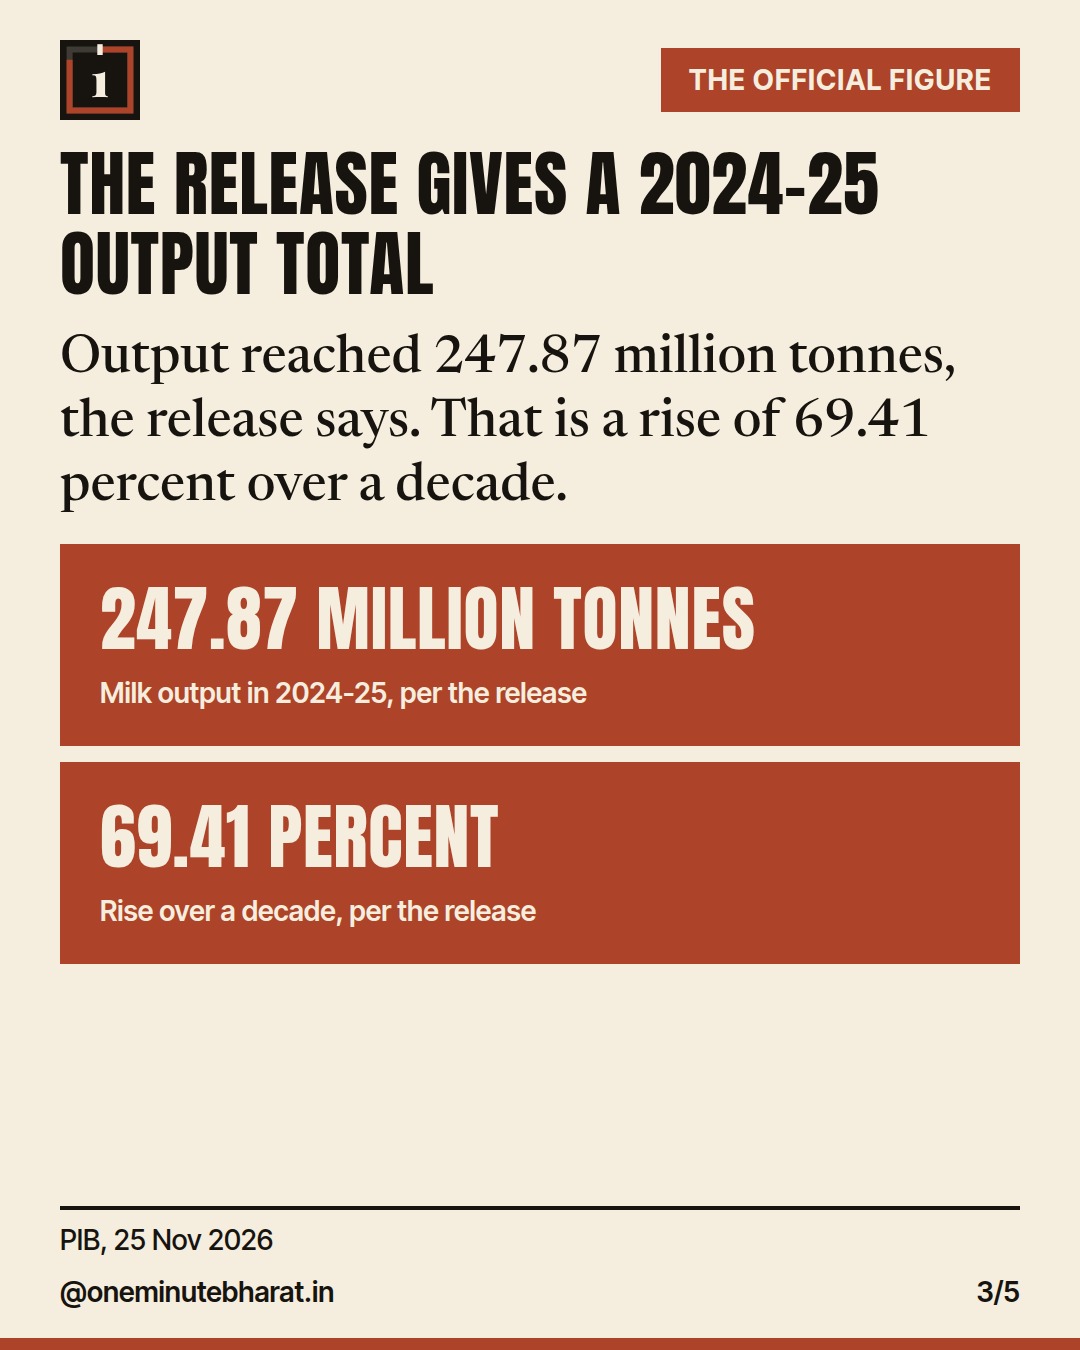 1
THE OFFICIAL FIGURE
THE RELEASE GIVES A 2024-25
OUTPUT TOTAL
Output reached 247.87 million tonnes,
the release says. That is a rise of 69.41
percent over a decade.
247.87 MILLION TONNES
Milk output in 2024-25, per the release
69.41 PERCENT
Rise over a decade, per the release
PIB, 25 Nov 2026
@oneminutebharat.in
3/5